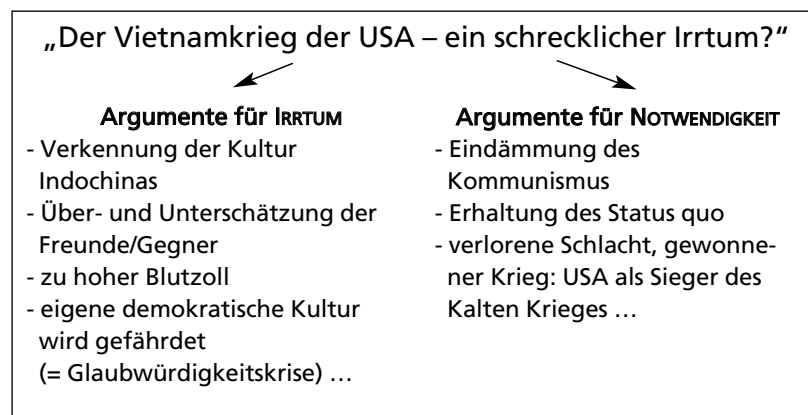 „Der Vietnamkrieg der USA – ein schrecklicher Irrtum?“
Argumente für IRRTUM
- Verkennung der Kultur
Indochinas
- Über- und Unterschätzung der
Freunde/Gegner
- zu hoher Blutzoll
- eigene demokratische Kultur
wird gefährdet
(= Glaubwürdigkeitskrise) …
Argumente für NOTWENDIGKEIT
- Eindämmung des
Kommunismus
- Erhaltung des Status quo
- verlorene Schlacht, gewonne-
ner Krieg: USA als Sieger des
Kalten Krieges …